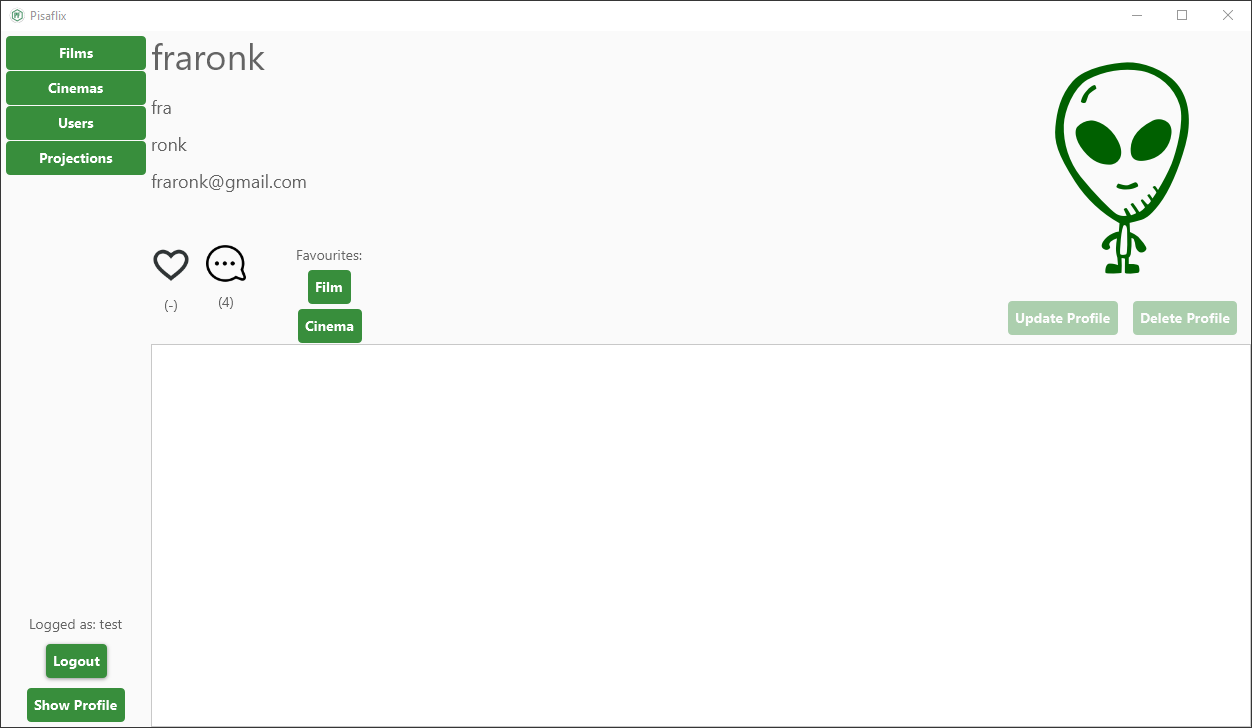 Pisaflix
Films
Cinemas
Users
Projections
fraronk
fra
ronk
fraronk@gmail.com
(-)
(4)
Favourites:
Film
Cinema
Update Profile
Delete Profile
Logged as: test
Logout
Show Profile